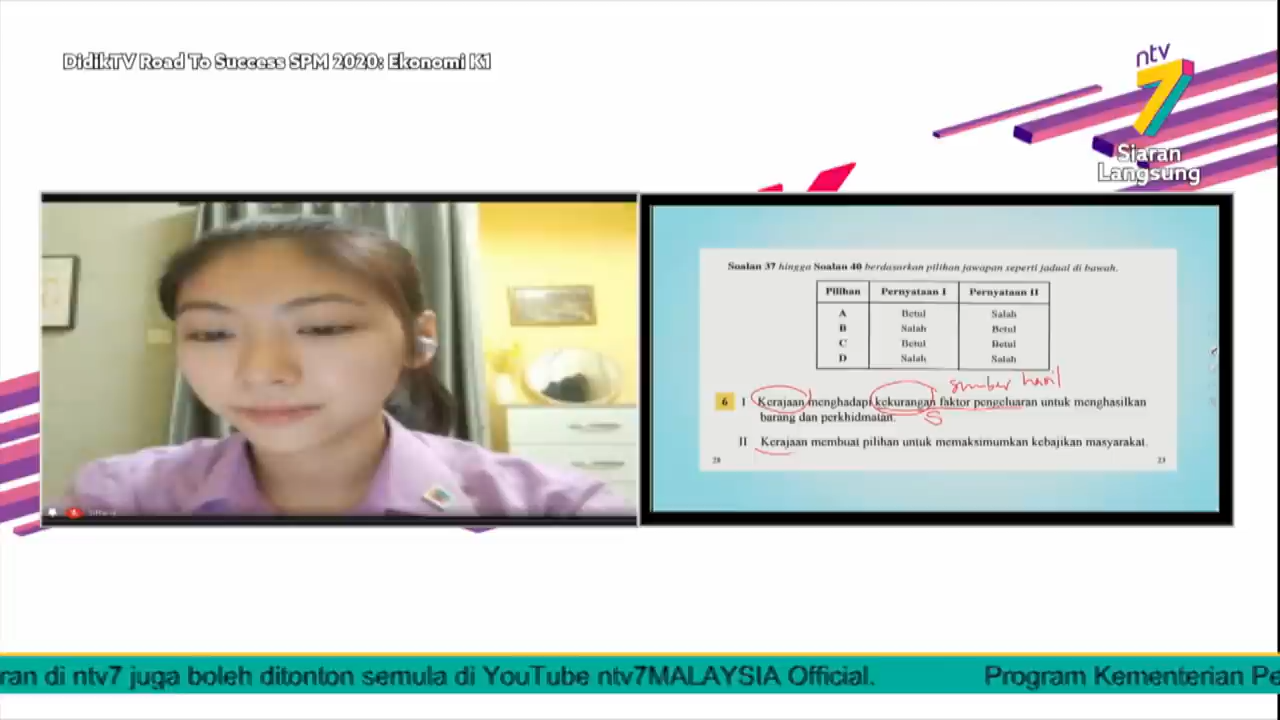 DidikTV Road To Success SPM 2020: Ekonomi K1
ntv
7
Siaran
Langsung
Soalan 37 hingga Soalan 40 berdasarkan pilihan jawapan seperti jadual di bawah.
Pilihan Pernyataan I Pernyataan II
A Betul Salah
B Salah Betul
C Betul Betul
D Salah Salah
sumber hasil
6 I Kerajaan menghadapi kekurangan faktor pengeluaran untuk menghasilkan
barang dan perkhidmatan. S
II Kerajaan membuat pilihan untuk memaksimumkan kebajikan masyarakat.
28 23
ran di ntv7 juga boleh ditonton semula di YouTube ntv7MALAYSIA Official. Program Kementerian Pe